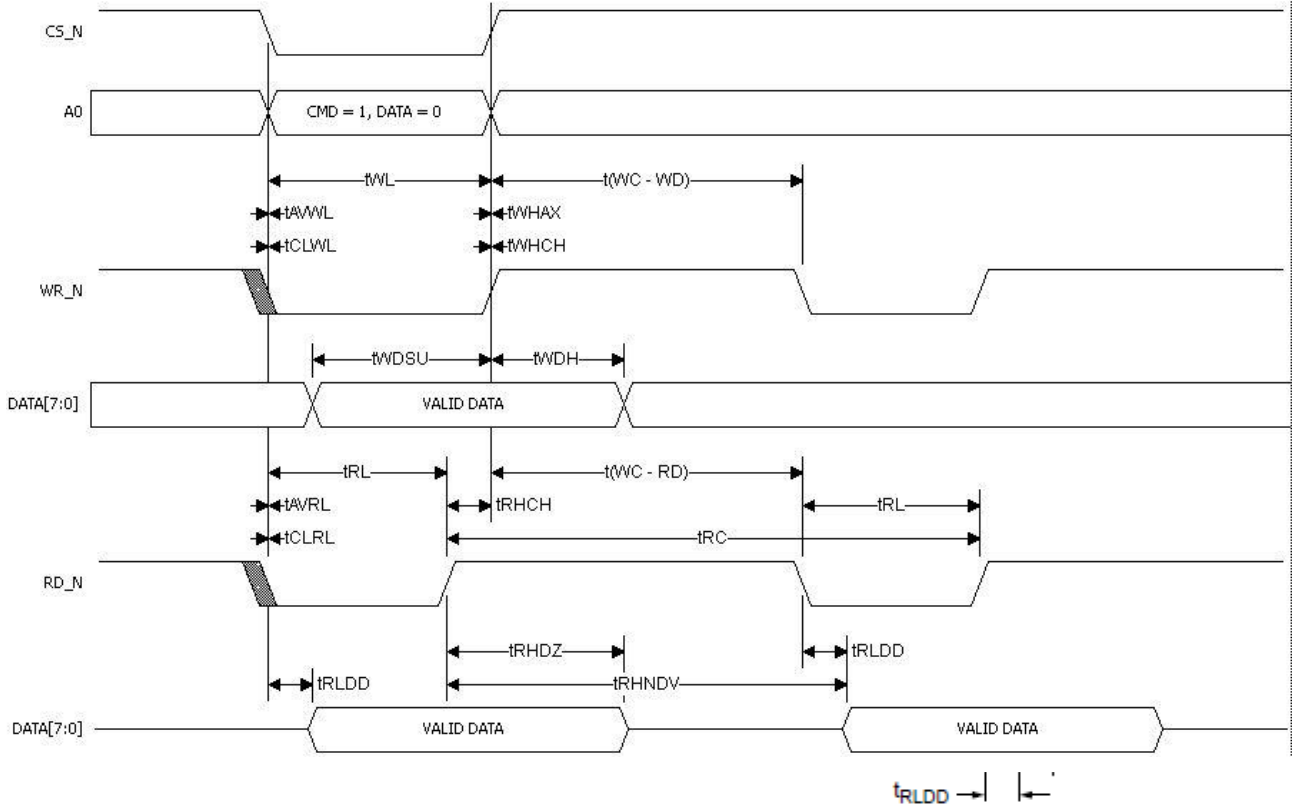 CS_N
A0
CMD = 1, DATA = 0
tWL
t(WC - WD)
tAVWL
tWHAX
tCLWL
tWHCH
WR_N
tWDSU
tWDH
DATA[7:0]
VALID DATA
tRL
t(WC - RD)
tAVRL
tRHCH
tRL
tCLRL
tRC
RD_N
tRHDZ
tRLDD
tRLDD
tRHNDV
DATA[7:0]
VALID DATA
VALID DATA
tRLDD